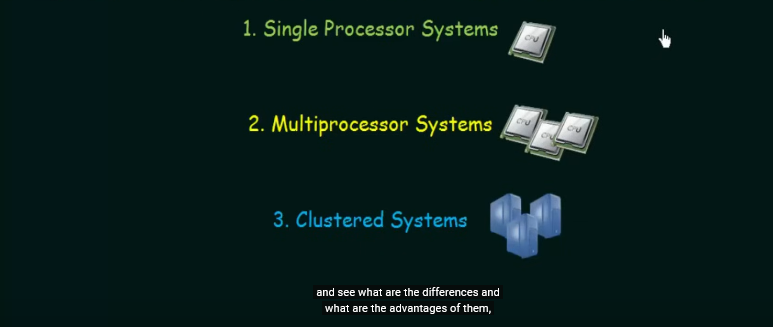 1. Single Processor Systems
CPU
2. Multiprocessor Systems
CPU
CPU
CPU
3. Clustered Systems
and see what are the differences and
what are the advantages of them,